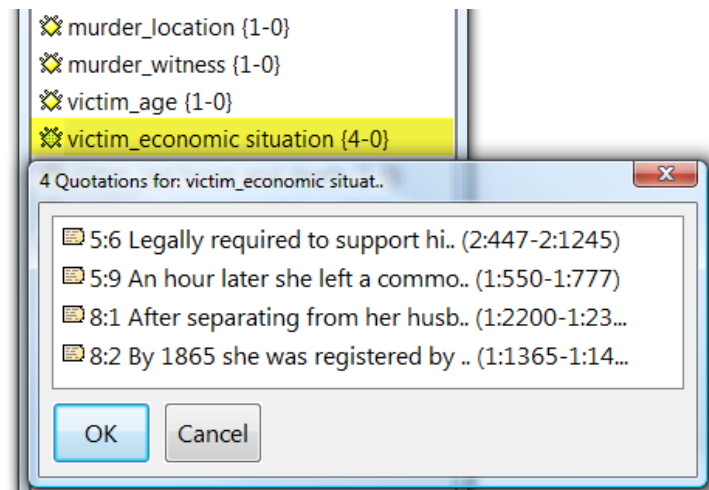 murder_location {1-0}
murder_witness {1-0}
victim_age {1-0}
victim_economic situation {4-0}
4 Quotations for: victim_economic situat..
5:6 Legally required to support hi.. (2:447-2:1245)
5:9 An hour later she left a commo.. (1:550-1:777)
8:1 After separating from her husb.. (1:2200-1:23...
8:2 By 1865 she was registered by .. (1:1365-1:14...
OK
Cancel